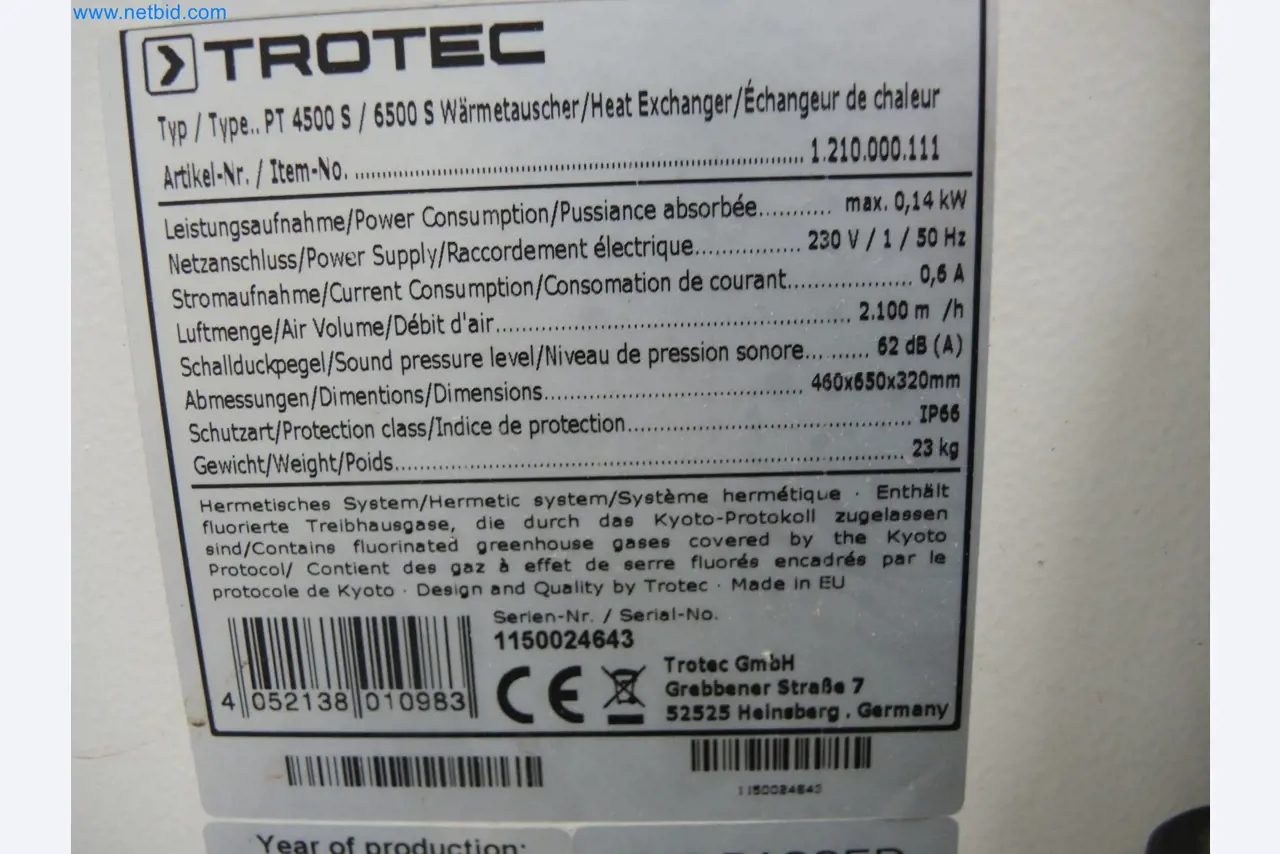 www.netbid.com
TROTEC
Typ / Type.. PT 4500 S / 6500 S Wärmetauscher/Heat Exchanger/Échangeur de chaleur
Artikel-Nr. / Item-No. ........................................ 1.210.000.111
Leistungsaufnahme/Power Consumption/Pussiance absorbée........... max. 0,14 kW
Netzanschluss/Power Supply/Raccordement électrique................ 230 V / 1 / 50 Hz
Stromaufnahme/Current Consumption/Consomation de courant................... 0,6 A
Luftmenge/Air Volume/Débit d'air........................................ 2.100 m /h
Schallduckpegel/Sound pressure level/Niveau de pression sonore... ....... 62 dB (A)
Abmessungen/Dimentions/Dimensions........................................ 460x650x320mm
Schutzart/Protection class/Indice de protection........................................ IP66
Gewicht/Weight/Poids........................................ 23 kg
Hermetisches System/Hermetic system/Système hermétique · Enthält
fluorierte Treibhausgase, die durch das Kyoto-Protokoll zugelassen
sind/Contains fluorinated greenhouse gases covered by the Kyoto
Protocol/ Contient des gaz à effet de serre fluorés encadrés par le
protocole de Kyoto · Design and Quality by Trotec · Made in EU
Serien-Nr. / Serial-No.
1150024643
4 052138 010983
CE
Trotec GmbH
Grebbener Straße 7
52525 Heinsberg . Germany
1150024643
Year of production: